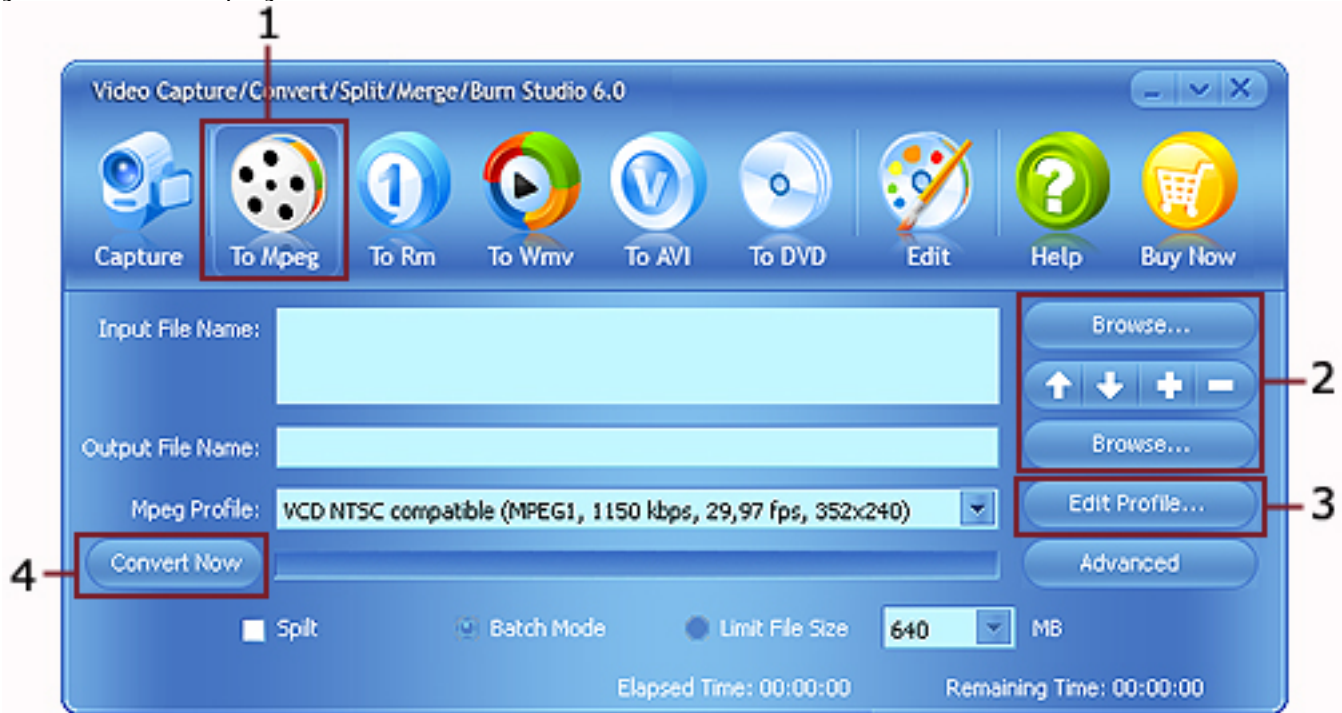 1
Video Capture/Convert/Split/Merge/Burn Studio 6.0
Capture
To Mpeg
To Rm
To Wmv
To AVI
To DVD
Edit
Help
Buy Now
Input File Name:
Browse...
2
Output File Name:
Browse...
Mpeg Profile:
VCD NTSC compatible (MPEG1, 1150 kbps, 29,97 fps, 352x240)
Edit Profile...
3
4
Convert Now
Advanced
Spilt
Batch Mode
Limit File Size
640
MB
Elapsed Time: 00:00:00
Remaining Time: 00:00:00